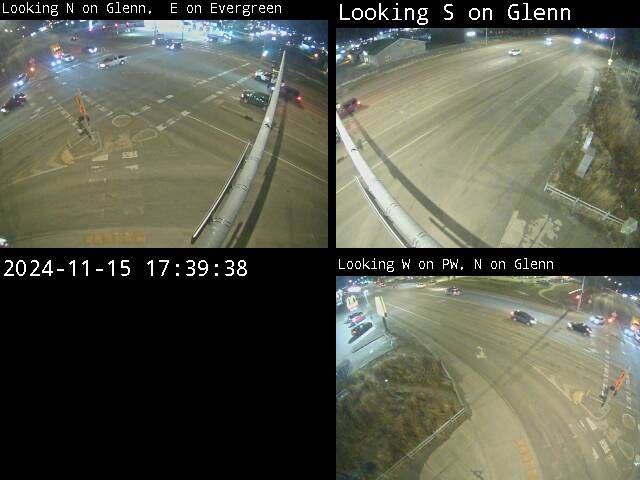 Looking N on Glenn,  E on Evergreen
Looking S on Glenn
2024-11-15 17:39:38
Looking W on PW, N on Glenn